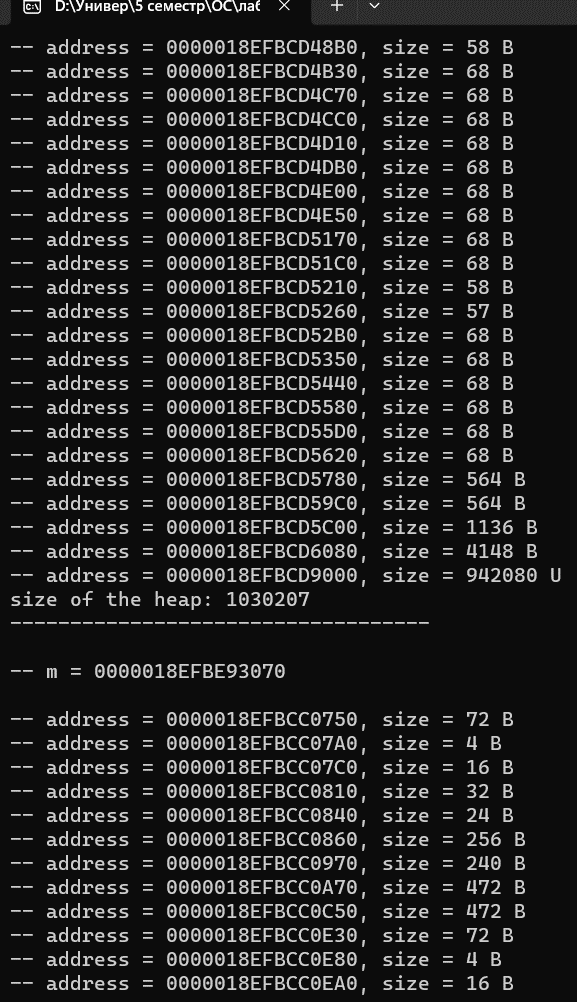 D:\Универ\5 семестр\ОС\лаб
-- address = 0000018EFBCD48B0, size = 58 B
-- address = 0000018EFBCD4B30, size = 68 B
-- address = 0000018EFBCD4C70, size = 68 B
-- address = 0000018EFBCD4CC0, size = 68 B
-- address = 0000018EFBCD4D10, size = 68 B
-- address = 0000018EFBCD4DB0, size = 68 B
-- address = 0000018EFBCD4E00, size = 68 B
-- address = 0000018EFBCD4E50, size = 68 B
-- address = 0000018EFBCD5170, size = 68 B
-- address = 0000018EFBCD51C0, size = 68 B
-- address = 0000018EFBCD5210, size = 58 B
-- address = 0000018EFBCD5260, size = 57 B
-- address = 0000018EFBCD52B0, size = 68 B
-- address = 0000018EFBCD5350, size = 68 B
-- address = 0000018EFBCD5440, size = 68 B
-- address = 0000018EFBCD5580, size = 68 B
-- address = 0000018EFBCD55D0, size = 68 B
-- address = 0000018EFBCD5620, size = 68 B
-- address = 0000018EFBCD5780, size = 564 B
-- address = 0000018EFBCD59C0, size = 564 B
-- address = 0000018EFBCD5C00, size = 1136 B
-- address = 0000018EFBCD6080, size = 4148 B
-- address = 0000018EFBCD9000, size = 942080 U
size of the heap: 1030207
-----------------------------------
-- m = 0000018EFBE93070
-- address = 0000018EFBCC0750, size = 72 B
-- address = 0000018EFBCC07A0, size = 4 B
-- address = 0000018EFBCC07C0, size = 16 B
-- address = 0000018EFBCC0810, size = 32 B
-- address = 0000018EFBCC0840, size = 24 B
-- address = 0000018EFBCC0860, size = 256 B
-- address = 0000018EFBCC0970, size = 240 B
-- address = 0000018EFBCC0A70, size = 472 B
-- address = 0000018EFBCC0C50, size = 472 B
-- address = 0000018EFBCC0E30, size = 72 B
-- address = 0000018EFBCC0E80, size = 4 B
-- address = 0000018EFBCC0EA0, size = 16 B